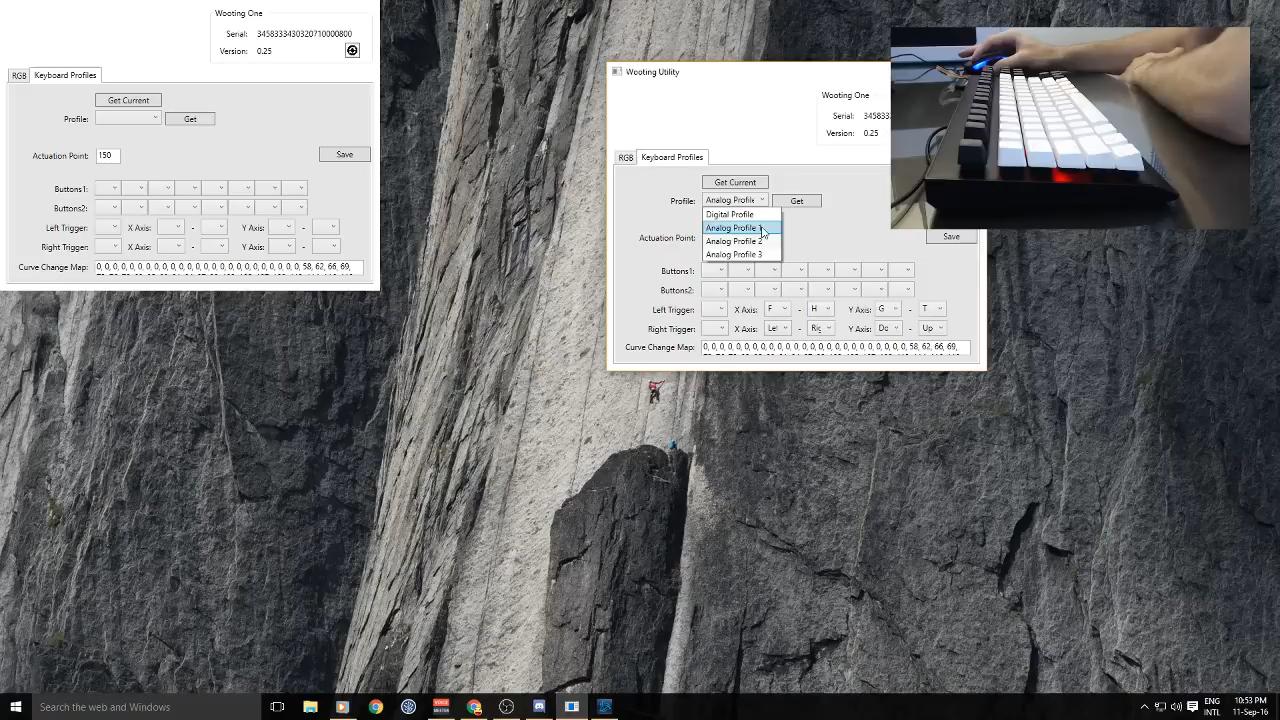 Wooting One
Serial: 3458333430320710000800
Version: 0.25
RGB Keyboard Profiles
Get Current
Profile: Get
Actuation Point: 150 Save
Buttons1:
Buttons2:
Left Trigger: X Axis: - Y Axis: -
Right Trigger: X Axis: - Y Axis: -
Curve Change Map: 0, 0, 0, 0, 0, 0, 0, 0, 0, 0, 0, 0, 0, 0, 0, 0, 0, 0, 0, 0, 0, 0, 0, 0, 58, 62, 66, 69,
Wooting Utility
Wooting One
Serial: 3458
Version: 0.25
RGB Keyboard Profiles
Get Current
Profile: Analog Profile Get
Digital Profile
Analog Profile 1
Analog Profile 2
Analog Profile 3
Actuation Point: Save
Buttons1:
Buttons2:
Left Trigger: X Axis: F - H Y Axis: G - T
Right Trigger: X Axis: Le - Rig Y Axis: Do - Up
Curve Change Map: 0, 0, 0, 0, 0, 0, 0, 0, 0, 0, 0, 0, 0, 0, 0, 0, 0, 0, 0, 0, 0, 0, 0, 0, 58, 62, 66, 69,
Search the web and Windows
VOICE
MEETER
ENG
INTL
10:53 PM
11-Sep-16